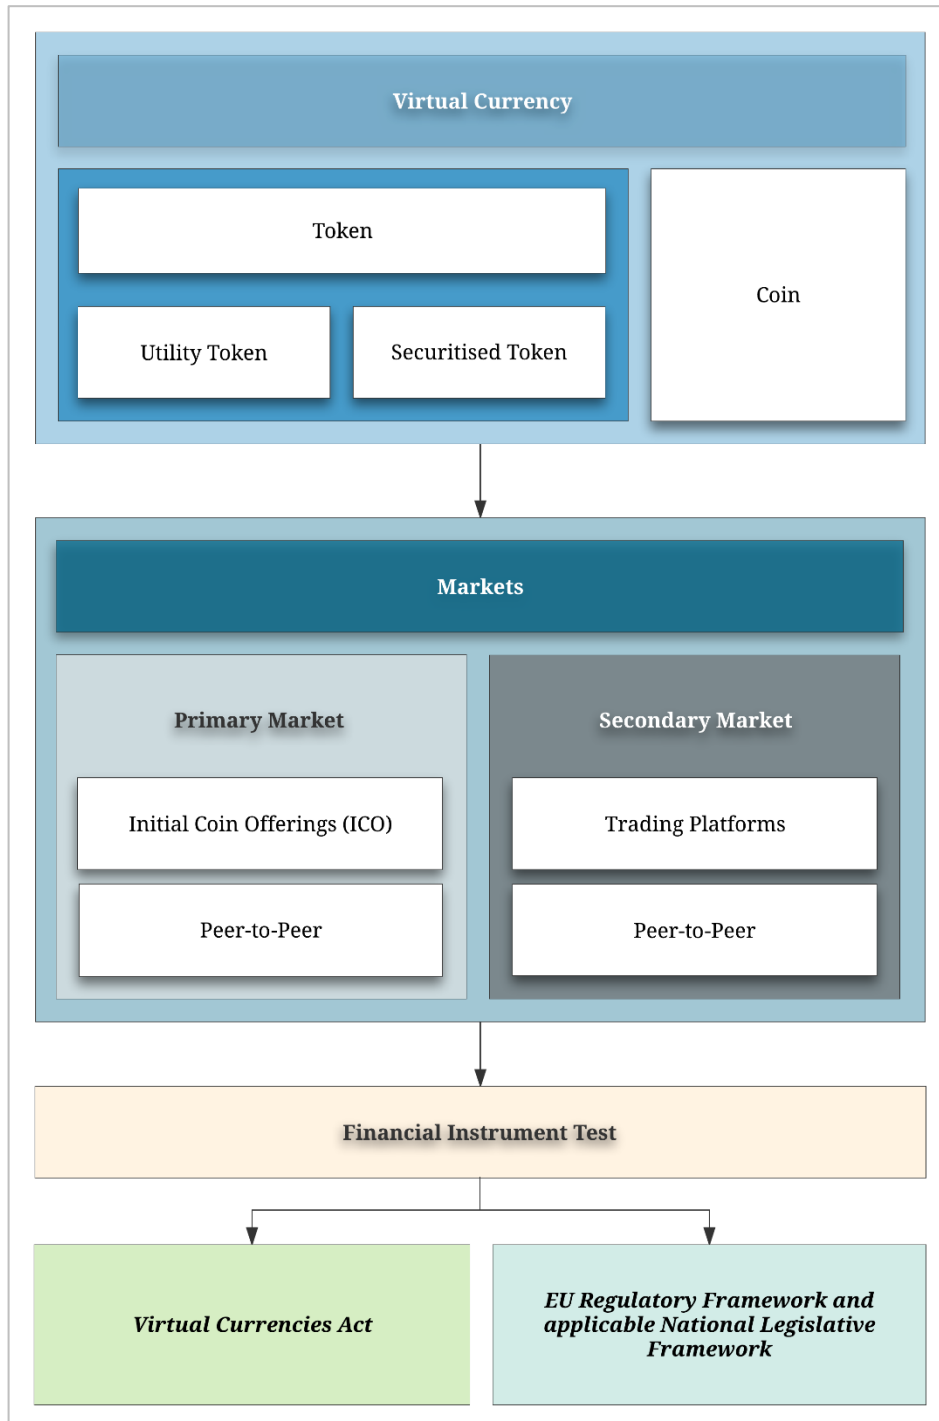 Virtual Currency
Token
Coin
Utility Token
Securitised Token
Markets
Primary Market
Secondary Market
Initial Coin Offerings (ICO)
Trading Platforms
Peer-to-Peer
Peer-to-Peer
Financial Instrument Test
Virtual Currencies Act
EU Regulatory Framework and
applicable National Legislative
Framework